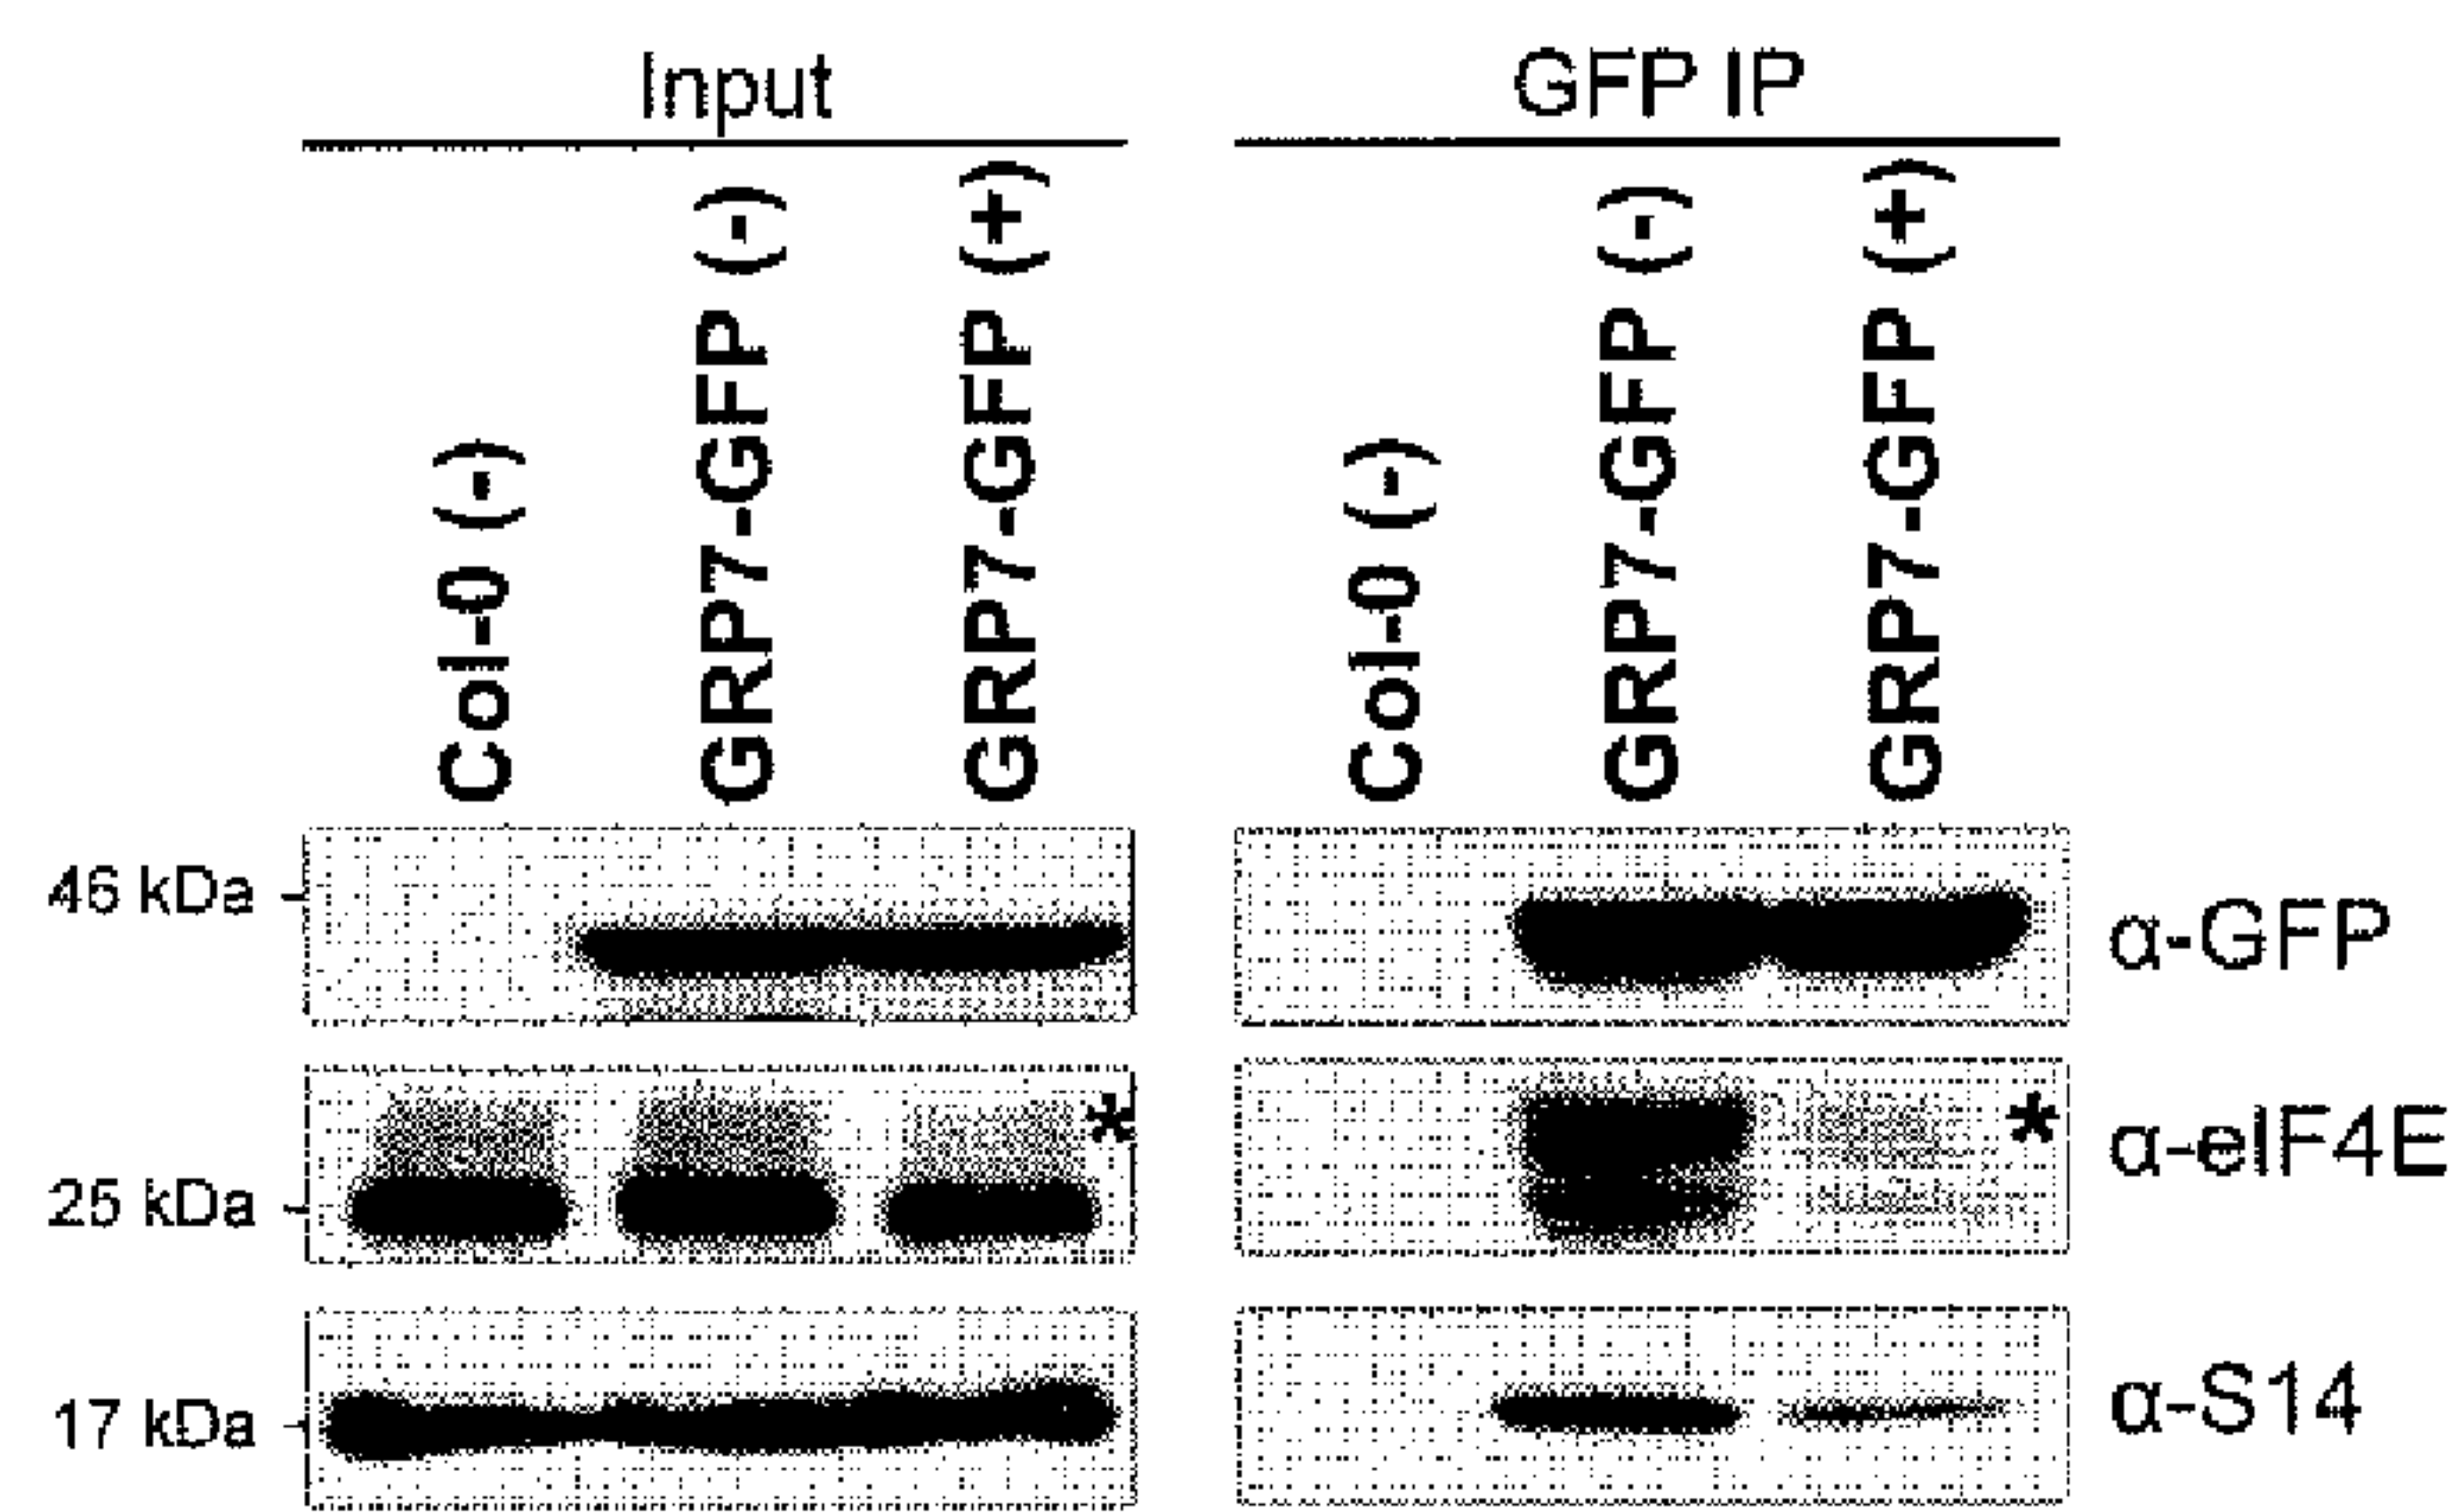 Input GFP IP
Col-0 (-) GRP7-GFP (-) GRP7-GFP (+) Col-0 (-) GRP7-GFP (-) GRP7-GFP (+)
46 kDa α-GFP
* * α-eIF4E
25 kDa
17 kDa α-S14